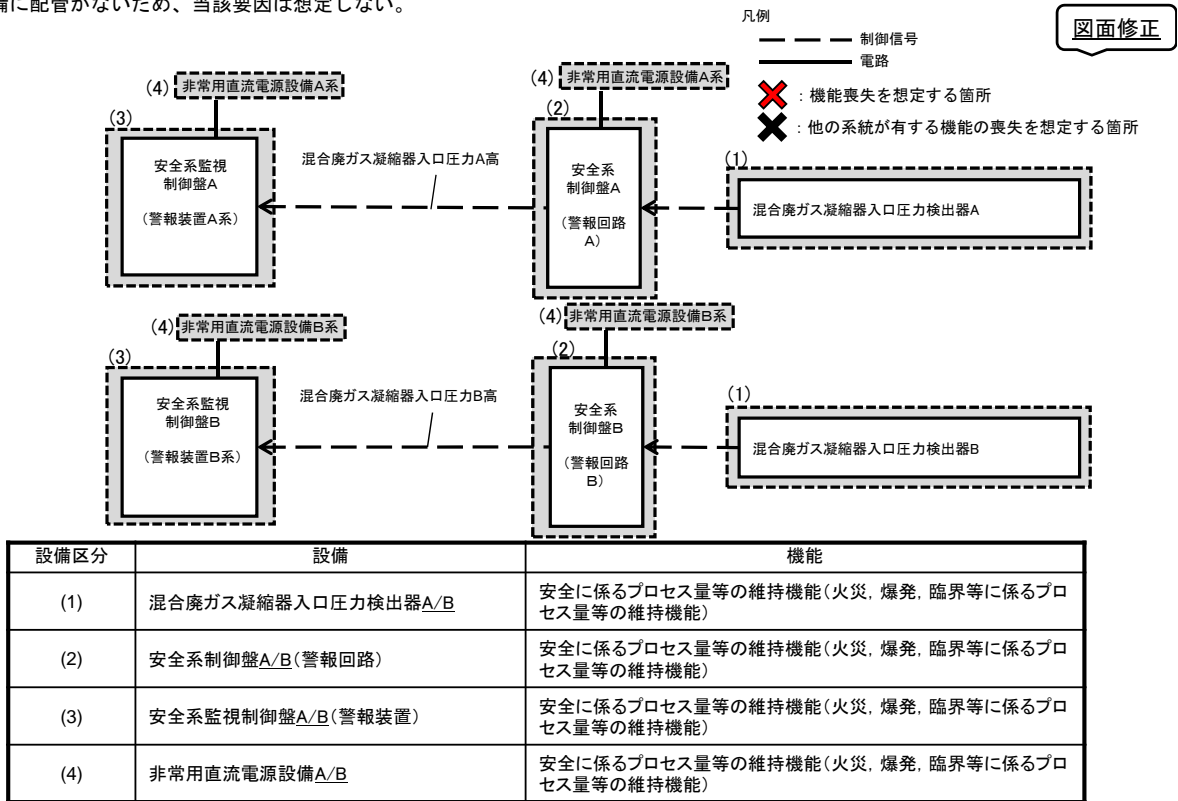 備に配管がないため、当該要因は想定しない。
図面修正
凡例
制御信号
電路
：機能喪失を想定する箇所
：他の系統が有する機能の喪失を想定する箇所
(4)
非常用直流電源設備A系
(4)
非常用直流電源設備A系
(3)
安全系監視
制御盤A
（警報装置A系）
混合廃ガス凝縮器入口圧力A高
(2)
安全系
制御盤A
（警報回路
A）
(1)
混合廃ガス凝縮器入口圧力検出器A
(4)
非常用直流電源設備B系
(4)
非常用直流電源設備B系
(3)
安全系監視
制御盤B
（警報装置B系）
混合廃ガス凝縮器入口圧力B高
(2)
安全系
制御盤B
（警報回路
B）
(1)
混合廃ガス凝縮器入口圧力検出器B
設備区分 設備 機能
(1) 混合廃ガス凝縮器入口圧力検出器A/B 安全に係るプロセス量等の維持機能（火災，爆発，臨界等に係るプロ
セス量等の維持機能）
(2) 安全系制御盤A/B（警報回路） 安全に係るプロセス量等の維持機能（火災，爆発，臨界等に係るプロ
セス量等の維持機能）
(3) 安全系監視制御盤A/B（警報装置） 安全に係るプロセス量等の維持機能（火災，爆発，臨界等に係るプロ
セス量等の維持機能）
(4) 非常用直流電源設備A/B 安全に係るプロセス量等の維持機能（火災，爆発，臨界等に係るプロ
セス量等の維持機能）